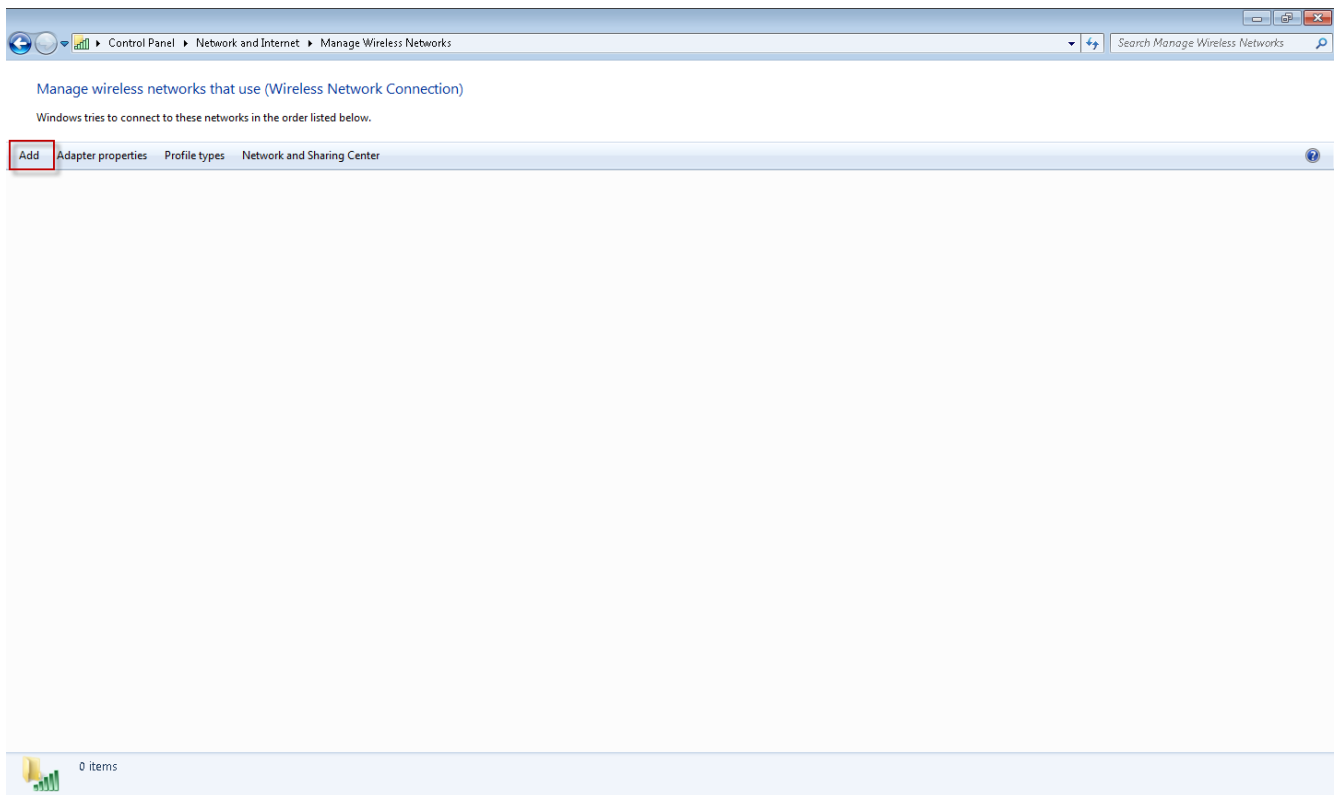 Control Panel Network and Internet Manage Wireless Networks Search Manage Wireless Networks
Manage wireless networks that use (Wireless Network Connection)
Windows tries to connect to these networks in the order listed below.
Add Adapter properties Profile types Network and Sharing Center
0 items